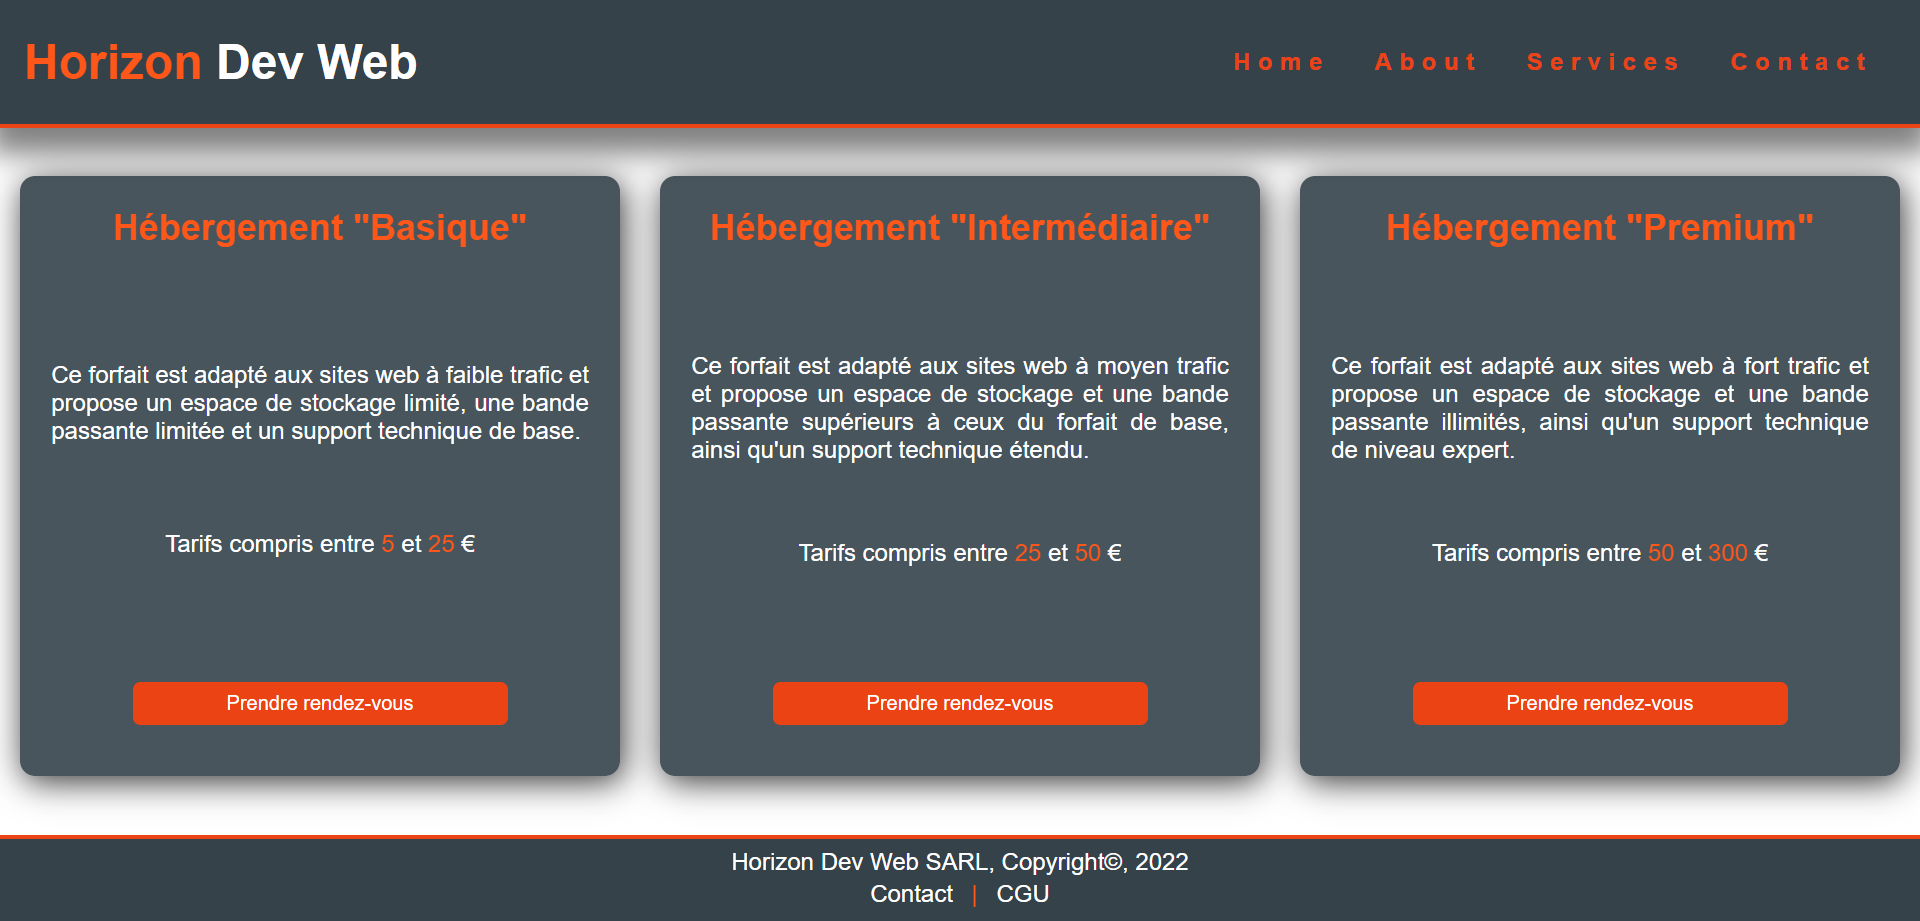 Horizon Dev Web
Home About Services Contact
Hébergement "Basique"
Ce forfait est adapté aux sites web à faible trafic et
propose un espace de stockage limité, une bande
passante limitée et un support technique de base.
Tarifs compris entre 5 et 25 €
Prendre rendez-vous
Hébergement "Intermédiaire"
Ce forfait est adapté aux sites web à moyen trafic
et propose un espace de stockage et une bande
passante supérieurs à ceux du forfait de base,
ainsi qu'un support technique étendu.
Tarifs compris entre 25 et 50 €
Prendre rendez-vous
Hébergement "Premium"
Ce forfait est adapté aux sites web à fort trafic et
propose un espace de stockage et une bande
passante illimités, ainsi qu'un support technique
de niveau expert.
Tarifs compris entre 50 et 300 €
Prendre rendez-vous
Horizon Dev Web SARL, Copyright©, 2022
Contact | CGU